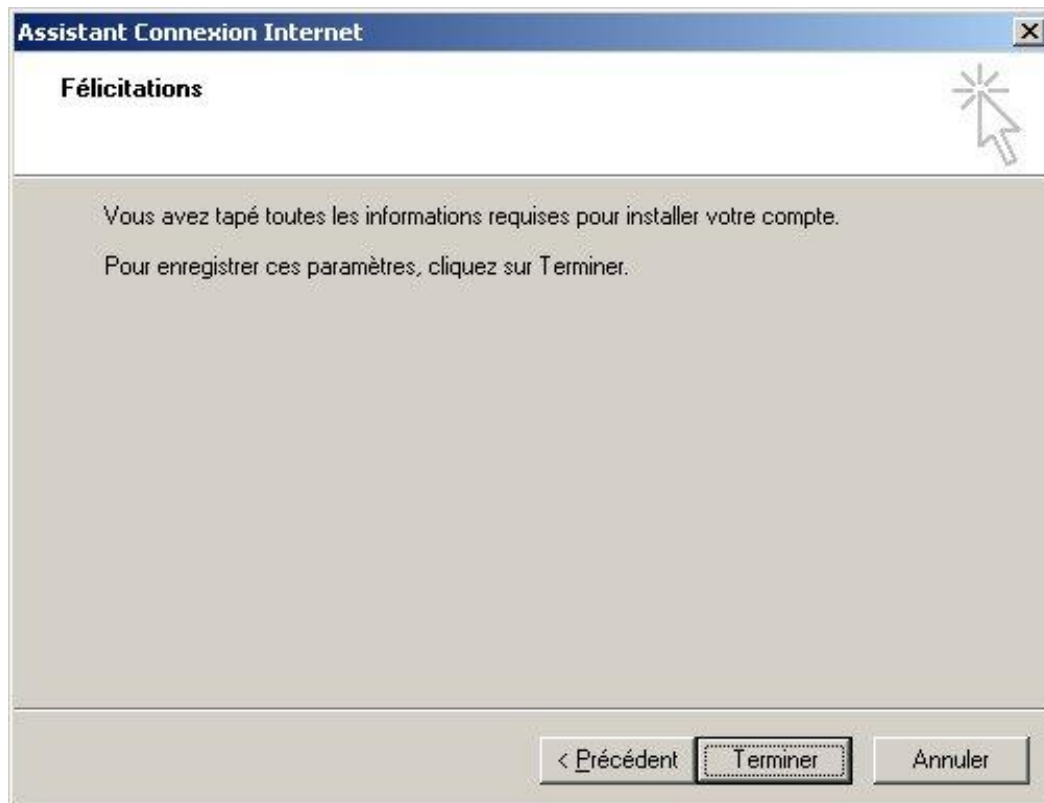 Assistant Connexion Internet
Félicitations
Vous avez tapé toutes les informations requises pour installer votre compte.
Pour enregistrer ces paramètres, cliquez sur Terminer.
< Précédent
Terminer
Annuler